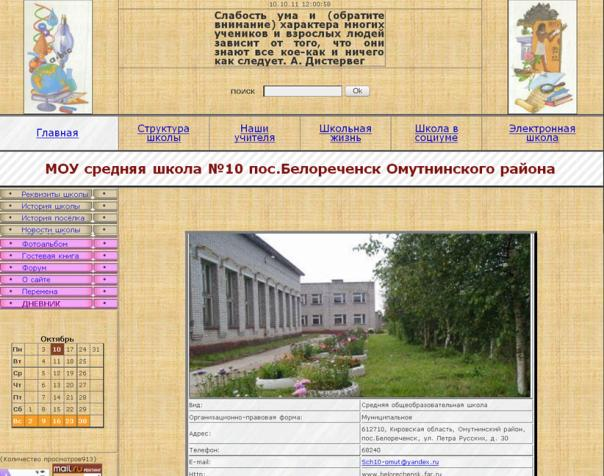 10.10.11 12:00:58
Слабость ума и (обратите
внимание) характера многих
учеников и взрослых людей
зависит от того, что они
знают все кое-как и ничего
как следует. А. Дистервег
поиск Ok
Главная
Структура
школы
Наши
учителя
Школьная
жизнь
Школа в
социуме
Электронная
школа
МОУ средняя школа №10 пос.Белореченск Омутнинского района
Реквизиты школы
История школы
История поселка
Новости школы
Фотоальбом
Гостевая книга
Форум
О сайте
Перемена
ДНЕВНИК
Октябрь
Пн 3 10 17 24 31
Вт 4 11 18 25
Ср 5 12 19 26
Чт 6 13 20 27
Пт 7 14 21 28
Сб 1 8 15 22 29
Вс 2 9 16 23 30
(Количество просмотров913)
mail.ru рейтинг
Вид: Средняя общеобразовательная школа
Организационно-правовая форма: Муниципальное
Адрес: 612710, Кировская область, Омутнинский район,
пос.Белореченск, ул. Петра Русских, д. 30
Телефон: 68240
E-mail: Sch10-omut@yandex.ru
Http: www.belorechensk.far.ru